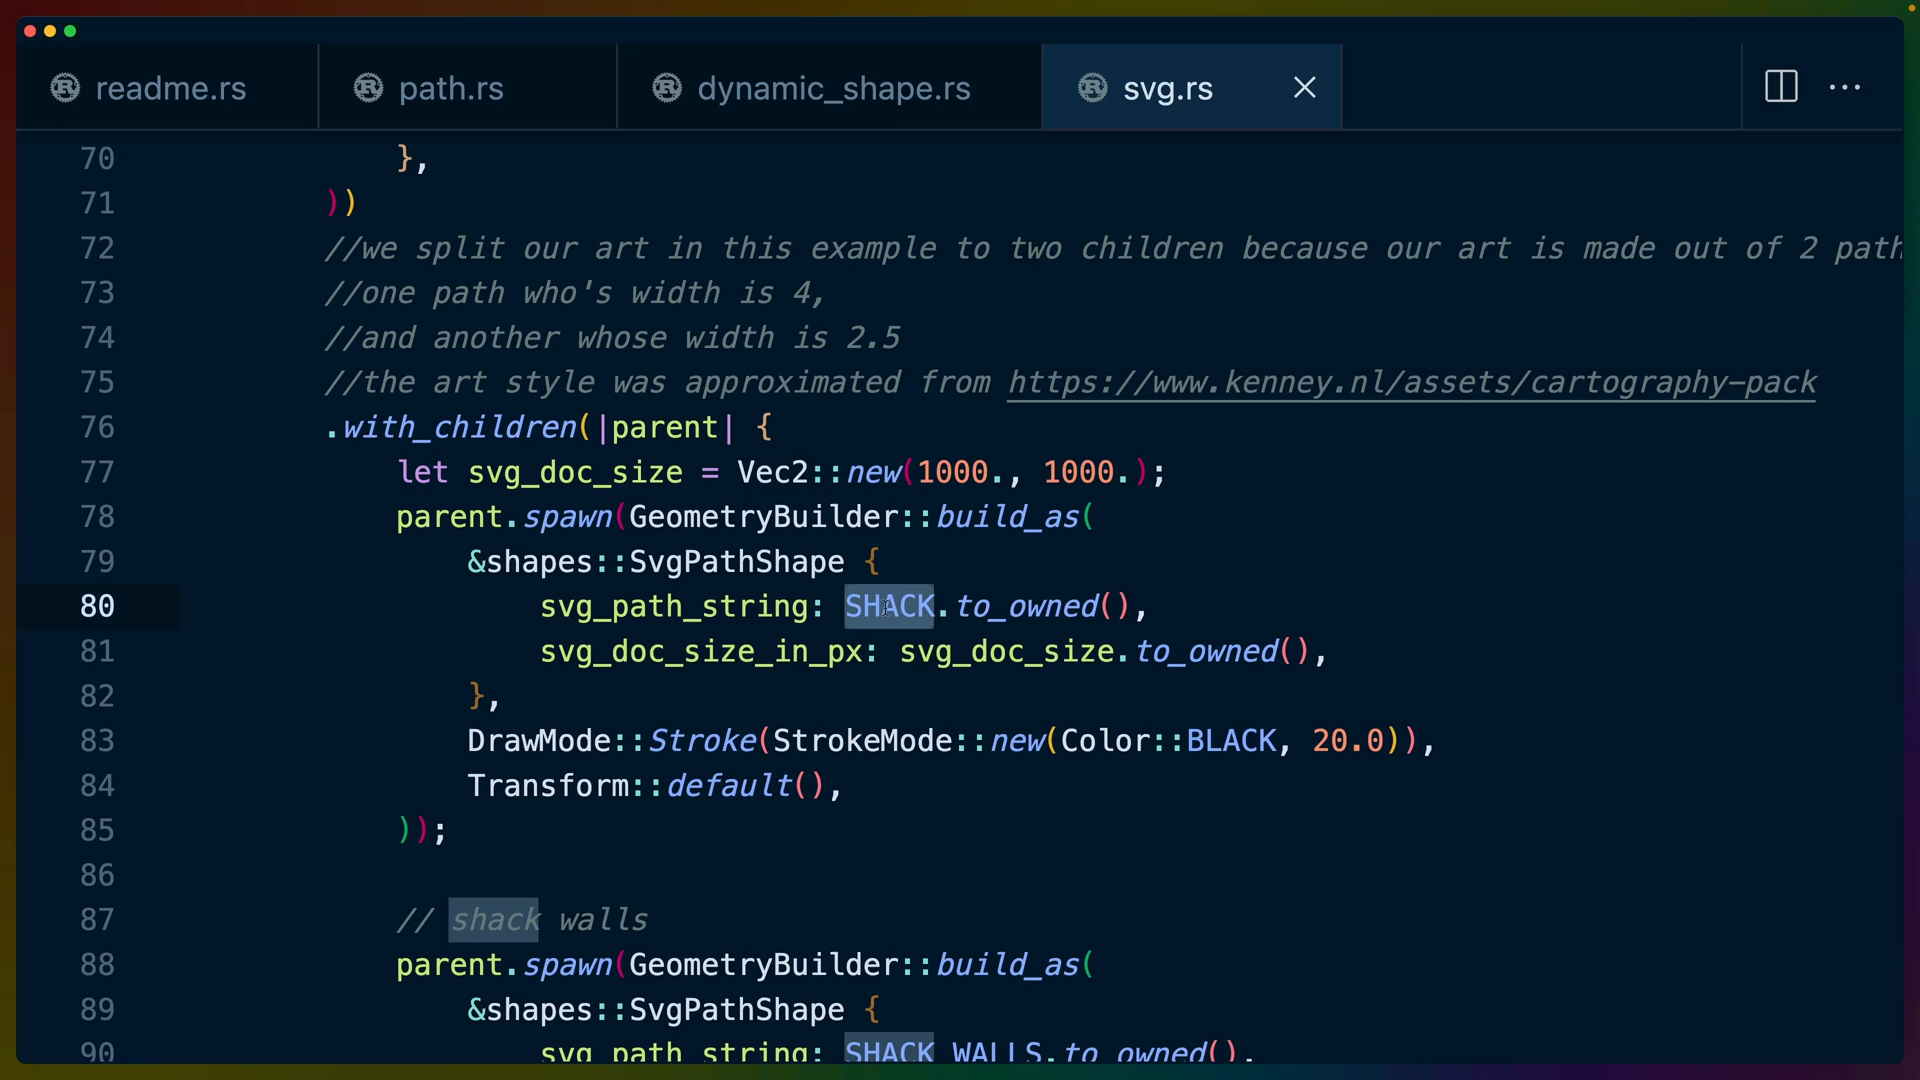 readme.rs path.rs dynamic_shape.rs svg.rs
70 },
71 ))
72 //we split our art in this example to two children because our art is made out of 2 path
73 //one path who's width is 4,
74 //and another whose width is 2.5
75 //the art style was approximated from https://www.kenney.nl/assets/cartography-pack
76 .with_children(|parent| {
77 let svg_doc_size = Vec2::new(1000., 1000.);
78 parent.spawn(GeometryBuilder::build_as(
79 &shapes::SvgPathShape {
80 svg_path_string: SHACK.to_owned(),
81 svg_doc_size_in_px: svg_doc_size.to_owned(),
82 },
83 DrawMode::Stroke(StrokeMode::new(Color::BLACK, 20.0)),
84 Transform::default(),
85 ));
86
87 // shack walls
88 parent.spawn(GeometryBuilder::build_as(
89 &shapes::SvgPathShape {
90 svg_path_string: SHACK_WALLS.to_owned(),